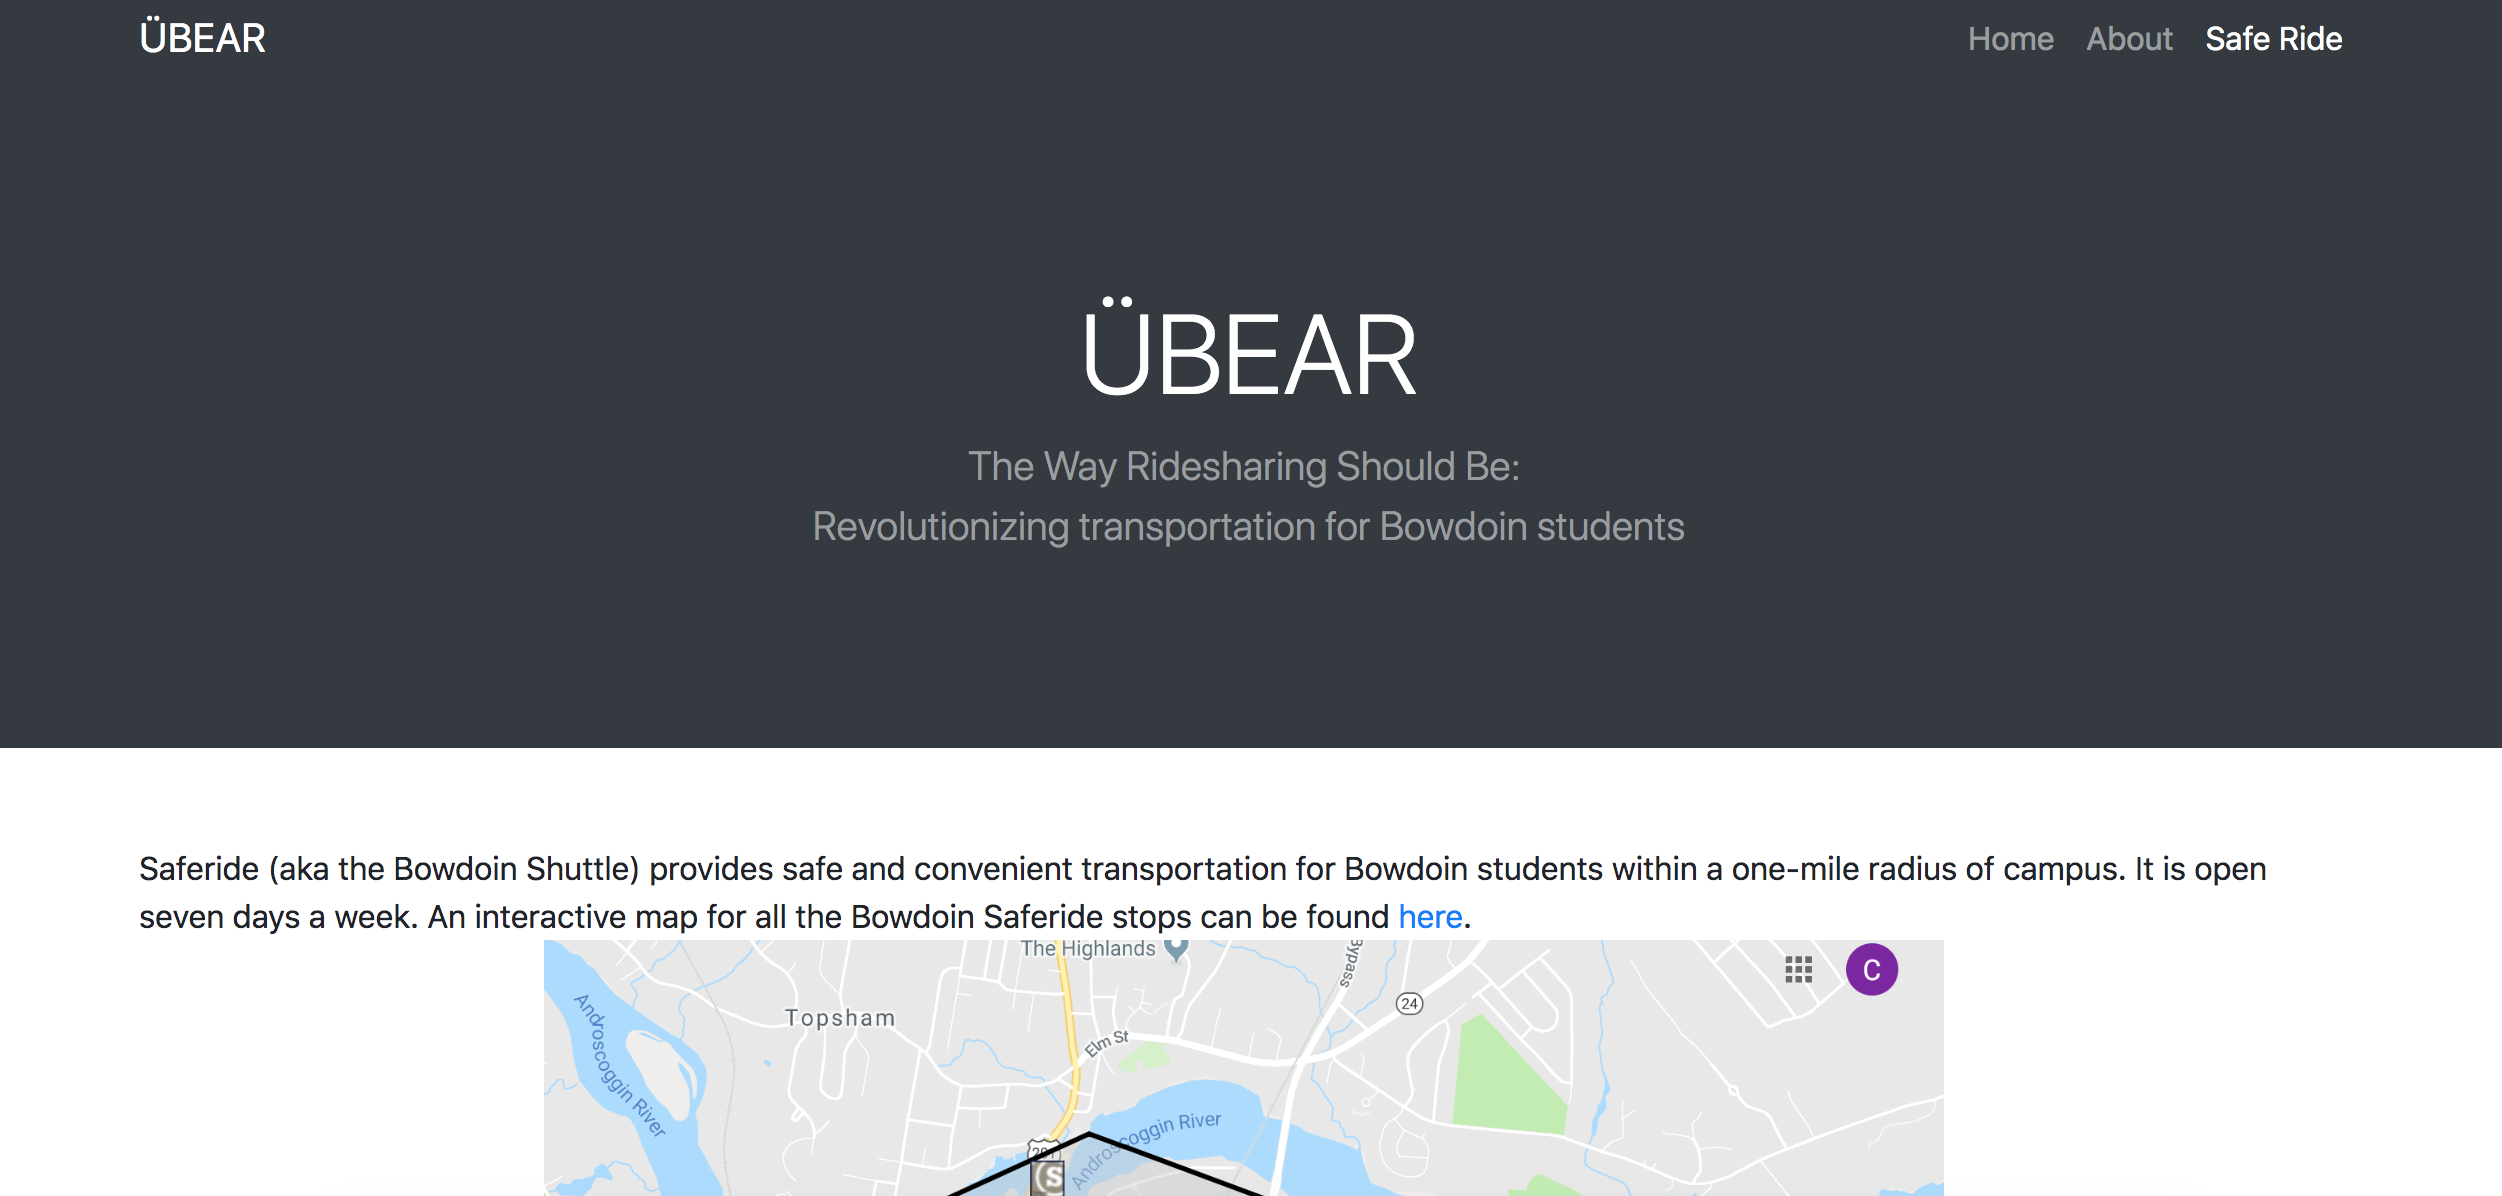 ÜBEAR
Home About Safe Ride
ÜBEAR
The Way Ridesharing Should Be:
Revolutionizing transportation for Bowdoin students
Saferide (aka the Bowdoin Shuttle) provides safe and convenient transportation for Bowdoin students within a one-mile radius of campus. It is open
seven days a week. An interactive map for all the Bowdoin Saferide stops can be found here.
The Highlands
Bypass
C
24
Androscoggin River
Topsham
Elm St
Androscoggin River
201
S